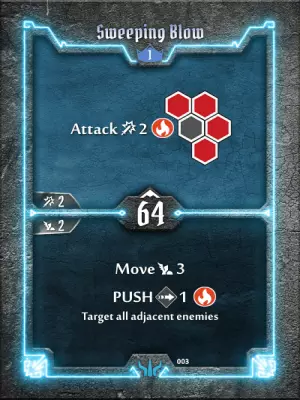 Sweeping Blow
1
Attack 2
2
64
2
Move 3
PUSH 1
Target all adjacent enemies
003